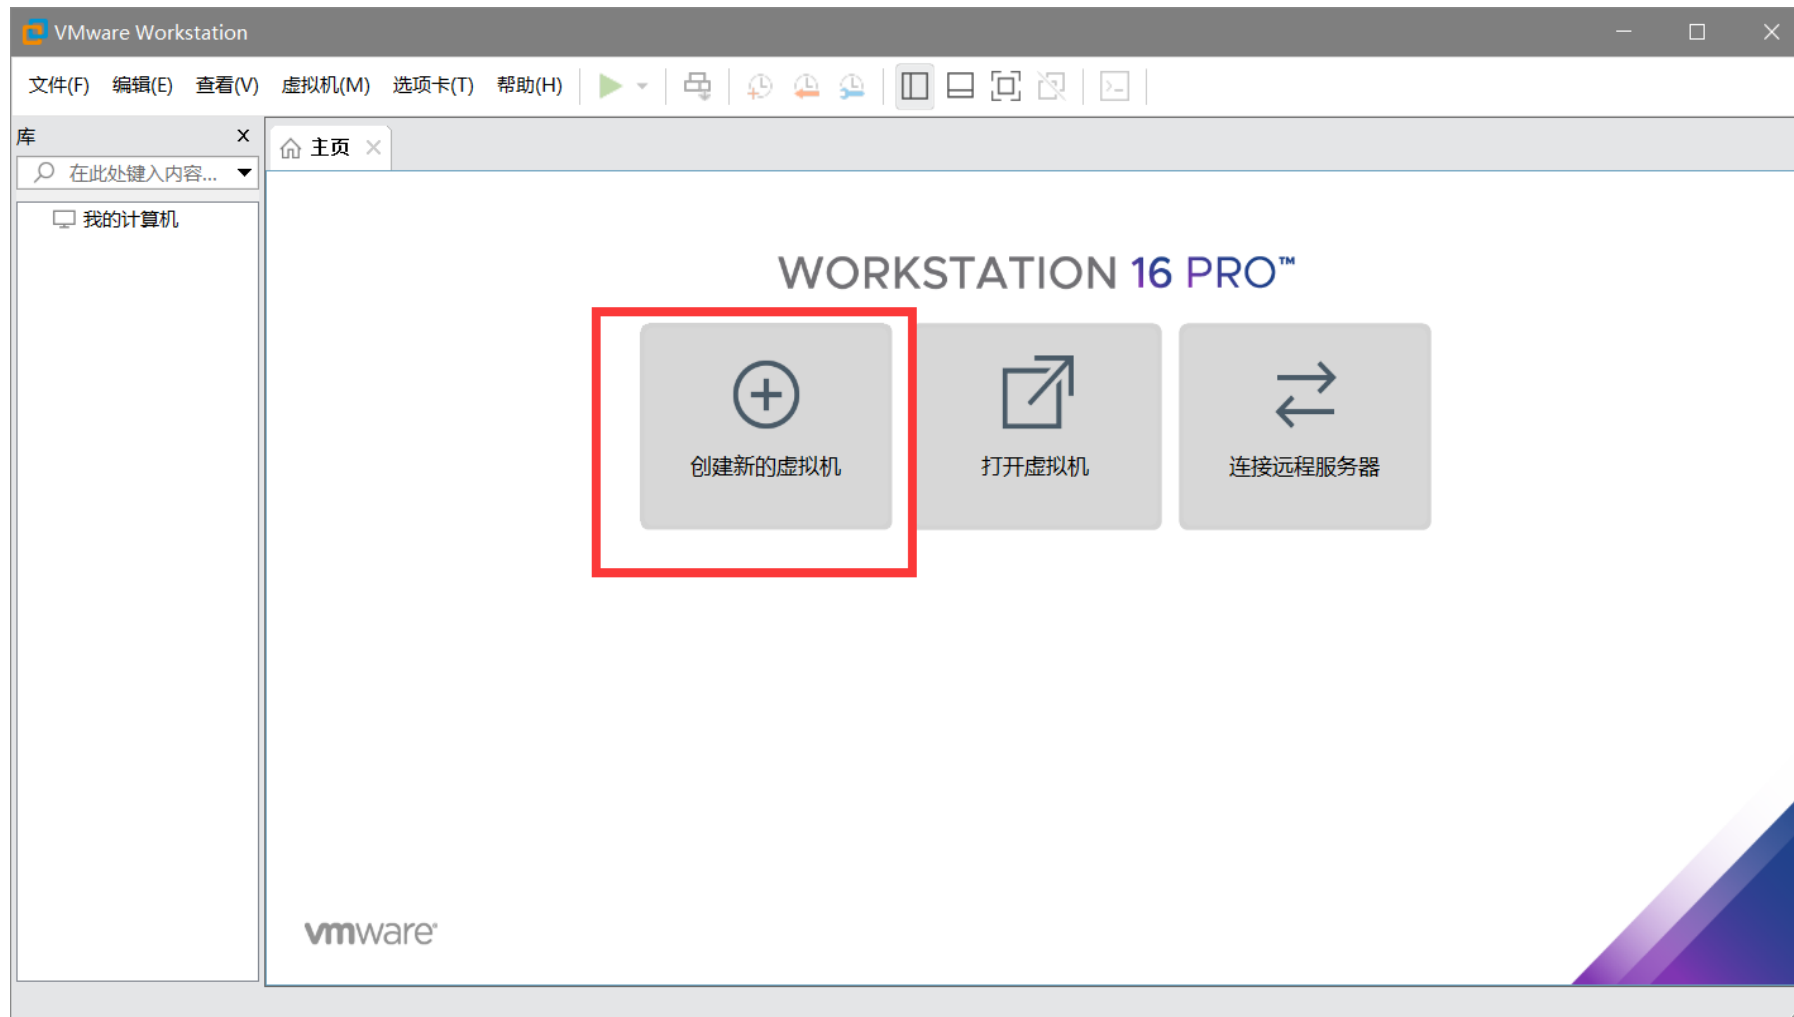 VMware Workstation
文件(F) 编辑(E) 查看(V) 虚拟机(M) 选项卡(T) 帮助(H)
库
主页
在此处键入内容...
我的计算机
WORKSTATION 16 PRO™
创建新的虚拟机 打开虚拟机 连接远程服务器
vmware®